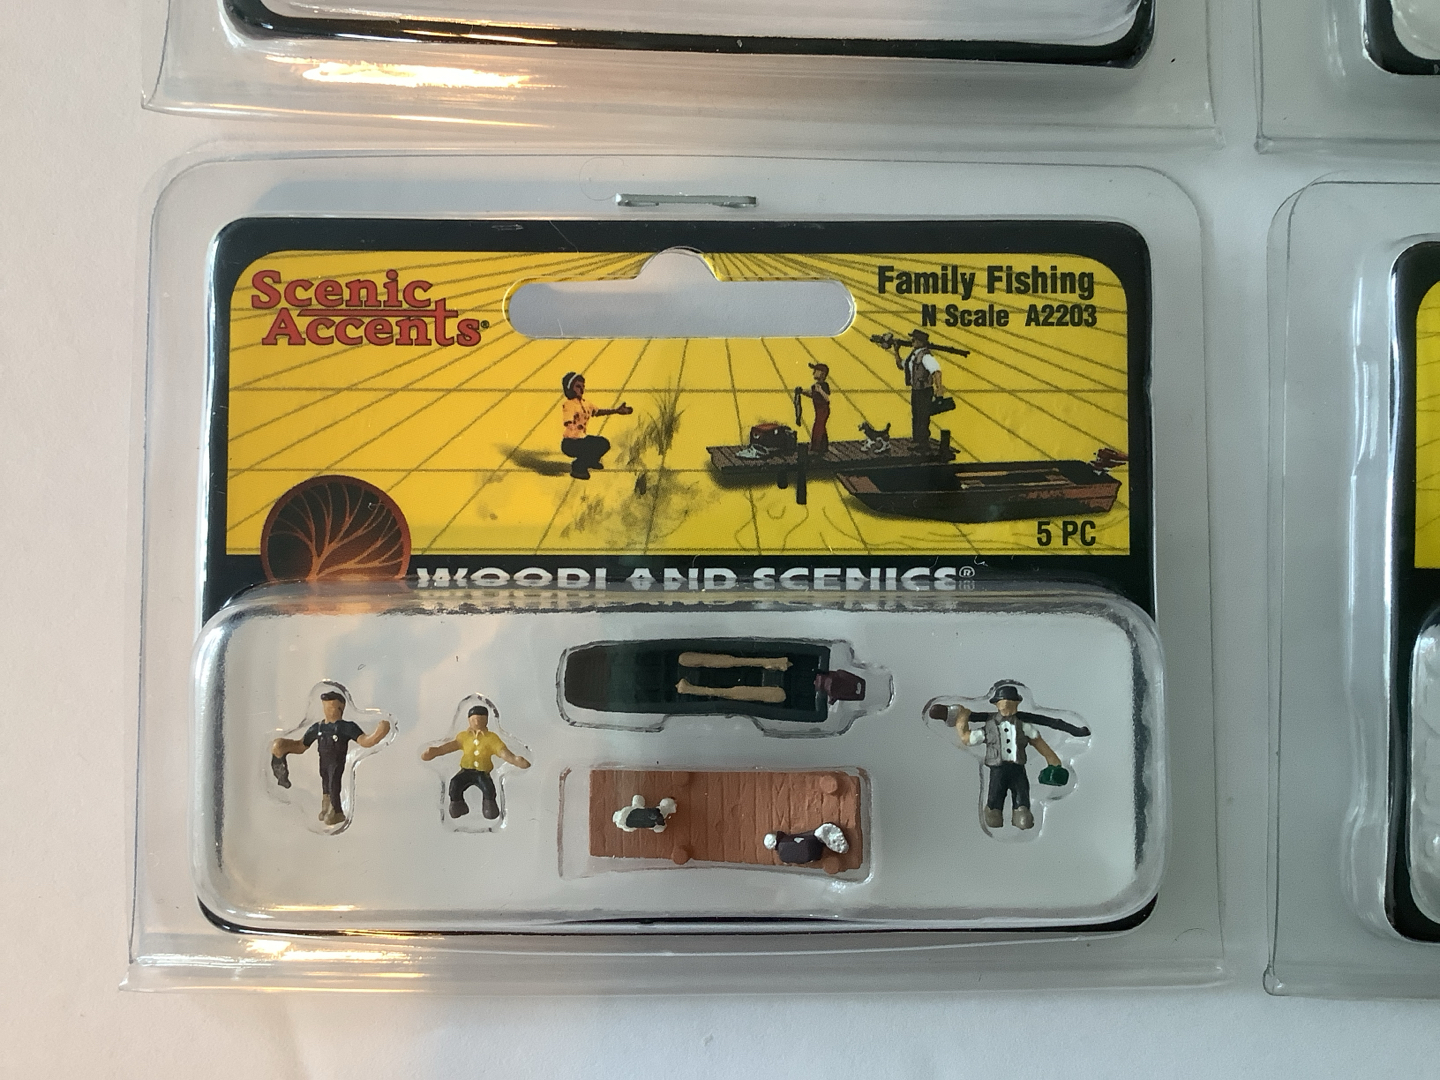 Scenic
Accents®
Family Fishing
N Scale A2203
5 PC
WOODLAND SCENICS®